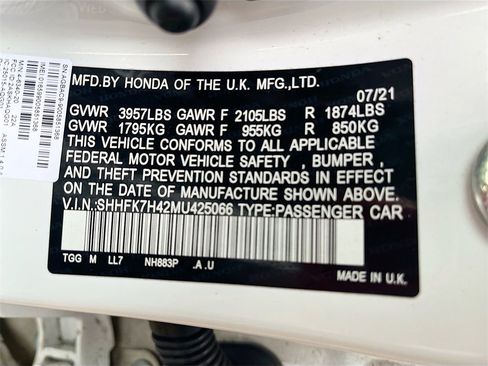 MFD.BY HONDA OF THE U.K. MFG.,LTD.
07/21
GVWR 3957LBS GAWR F 2105LBS R 1874LBS
GVWR 1795KG GAWR F 955KG R 850KG
THIS VEHICLE CONFORMS TO ALL APPLICABLE
FEDERAL MOTOR VEHICLE SAFETY , BUMPER ,
AND THEFT PREVENTION STANDARDS IN EFFECT ON
THE DATE OF MANUFACTURE SHOWN ABOVE.
V.I.N.:SHHFK7H42MU425066 TYPE:PASSENGER CAR
TGG M LL7 NH883P .A .U
MADE IN U.K.